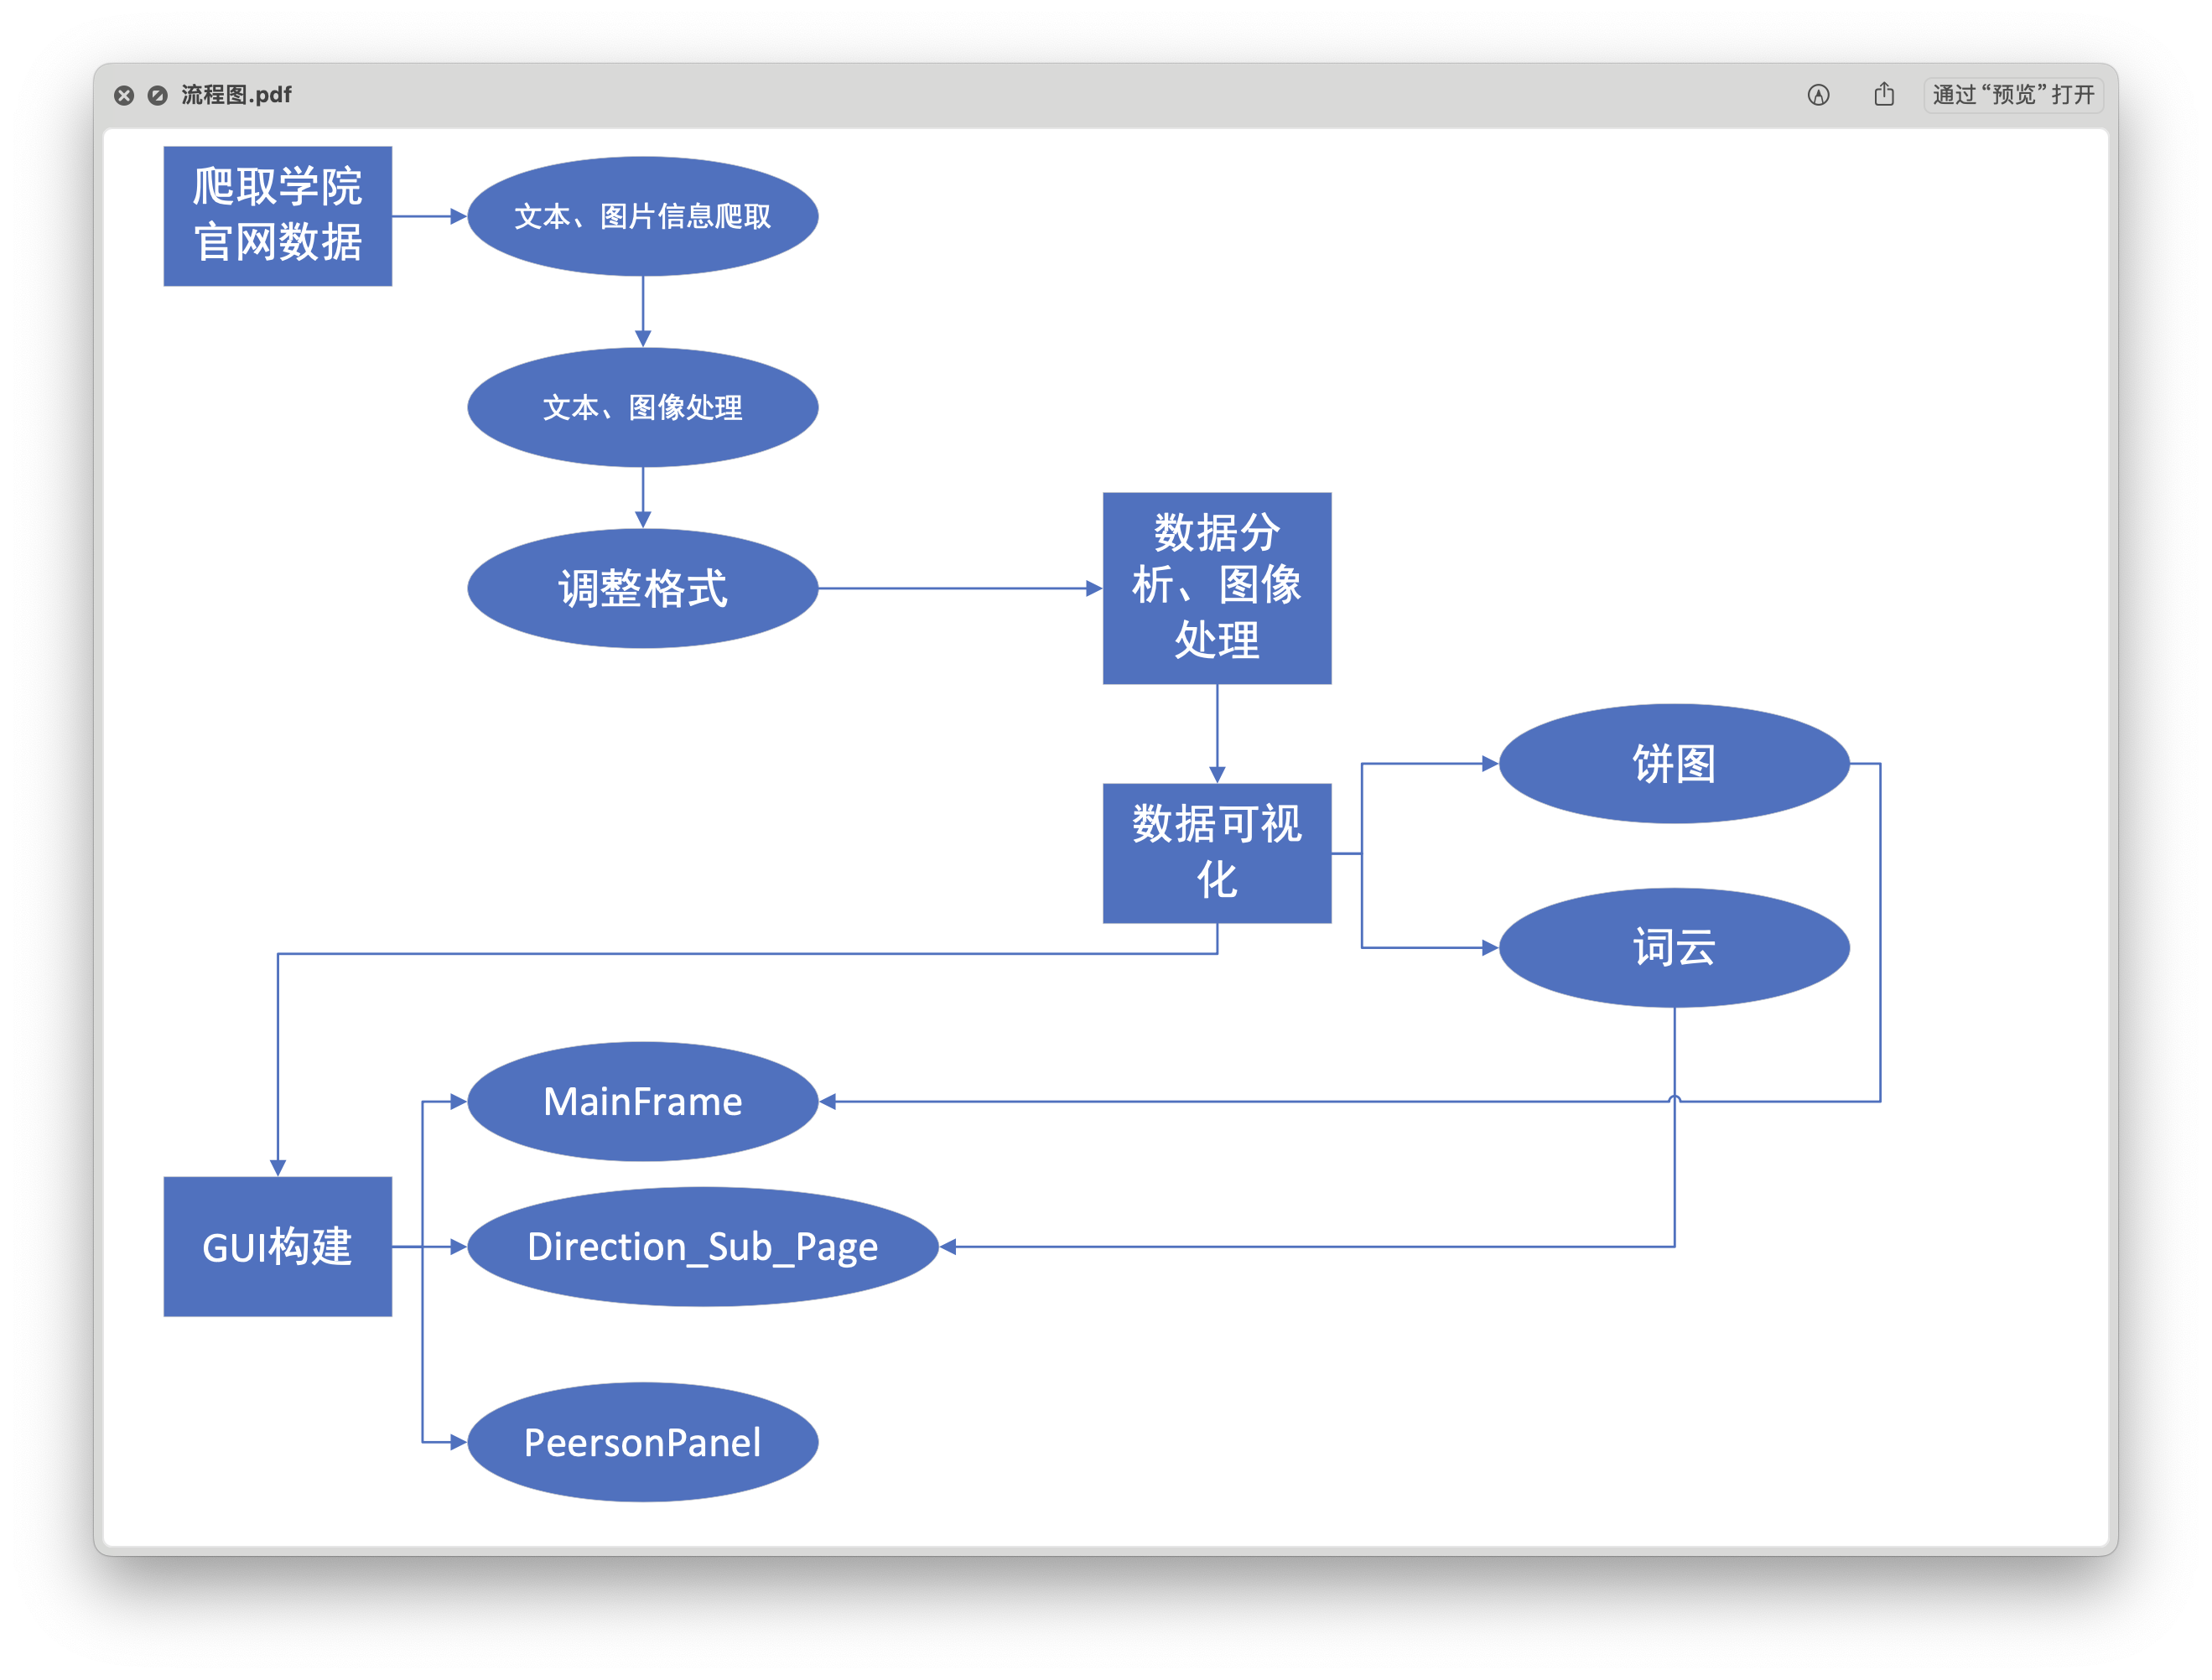 流程图.pdf
通过“预览”打开
爬取学院
官网数据
文本、图片信息爬取
文本、图像处理
调整格式
数据分
析、图像
处理
数据可视
化
饼图
词云
MainFrame
GUI构建
Direction_Sub_Page
PeersonPanel